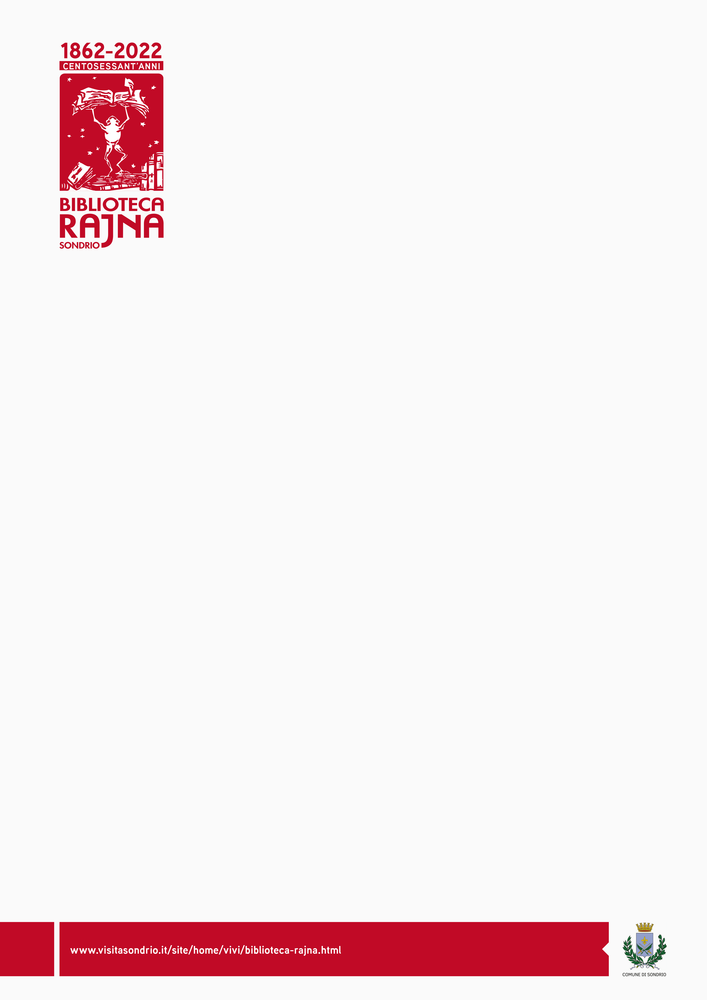 1862-2022
CENTOSESSANT'ANNI
BIBLIOTECA
RAJNA
SONDRIO
www.visitasondrio.it/site/home/vivi/biblioteca-rajna.html
COMUNE DI SONDRIO